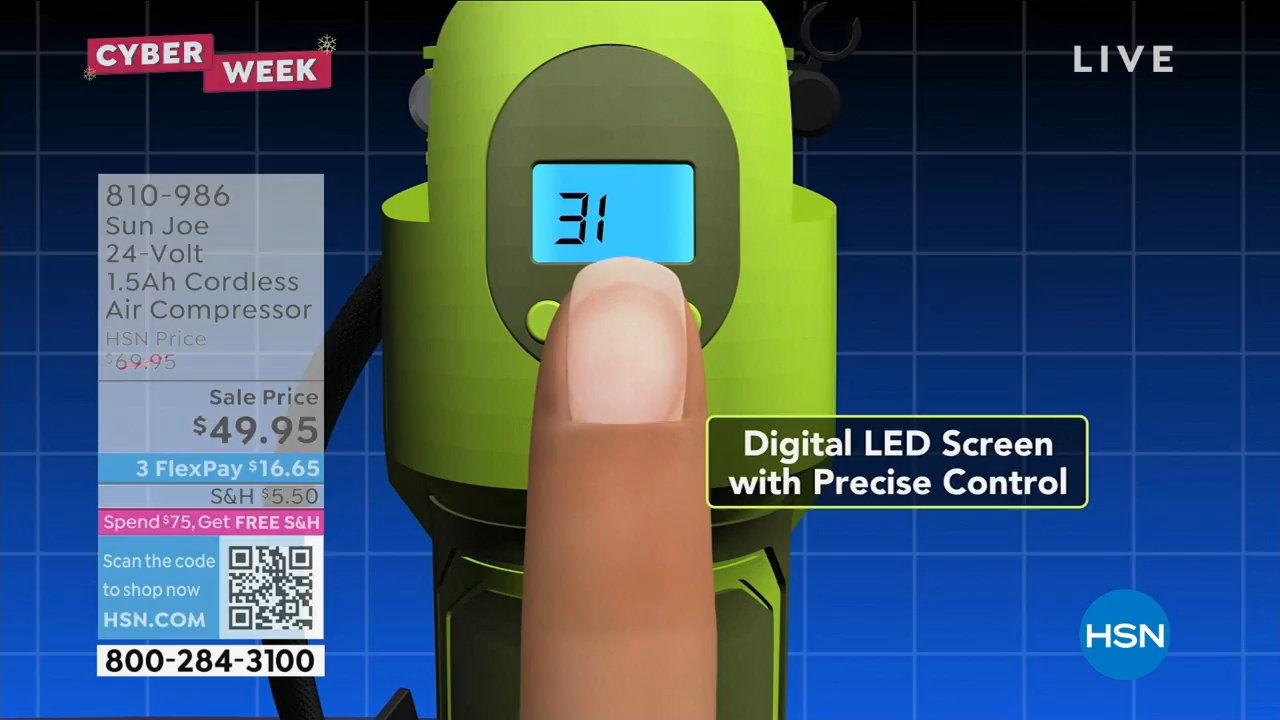 CYBER
WEEK
LIVE
810-986
Sun Joe
24-Volt
1.5Ah Cordless
Air Compressor
HSN Price
$69.95
Sale Price
$49.95
3 FlexPay $16.65
S&H $5.50
Spend $75, Get FREE S&H
Scan the code
to shop now
HSN.COM
800-284-3100
31
Digital LED Screen
with Precise Control
HSN